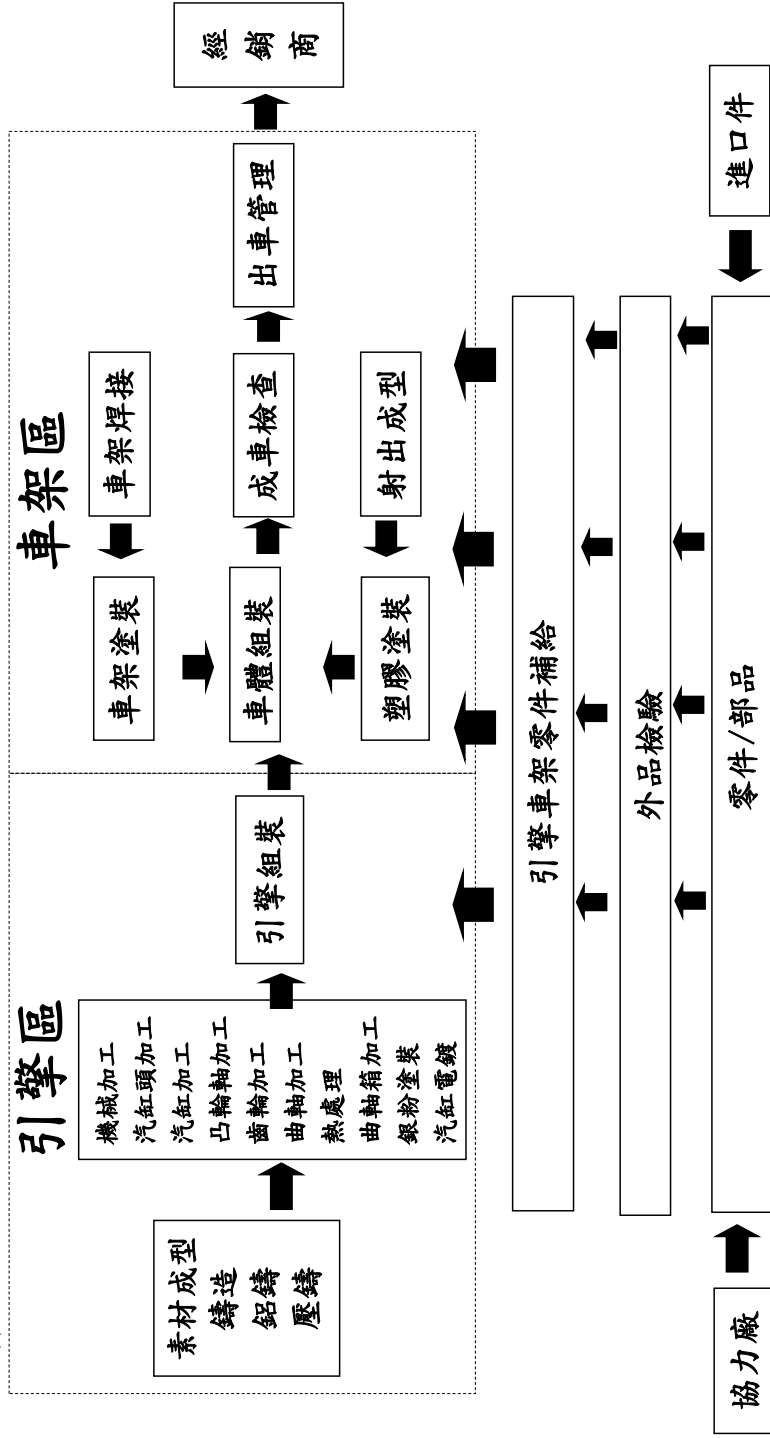 引擎區
車架區
素材成型
鑄造
鋁鑄
壓鑄
機械加工
汽缸頭加工
汽缸加工
凸輪軸加工
齒輪加工
曲軸加工
熱處理
曲軸箱加工
銀粉塗裝
汽缸電鍍
引擎組裝
車架塗裝
車架焊接
車體組裝
成車檢查
出車管理
經銷商
塑膠塗裝
射出成型
引擎車架零件補給
外品檢驗
協力廠
零件/部品
進口件